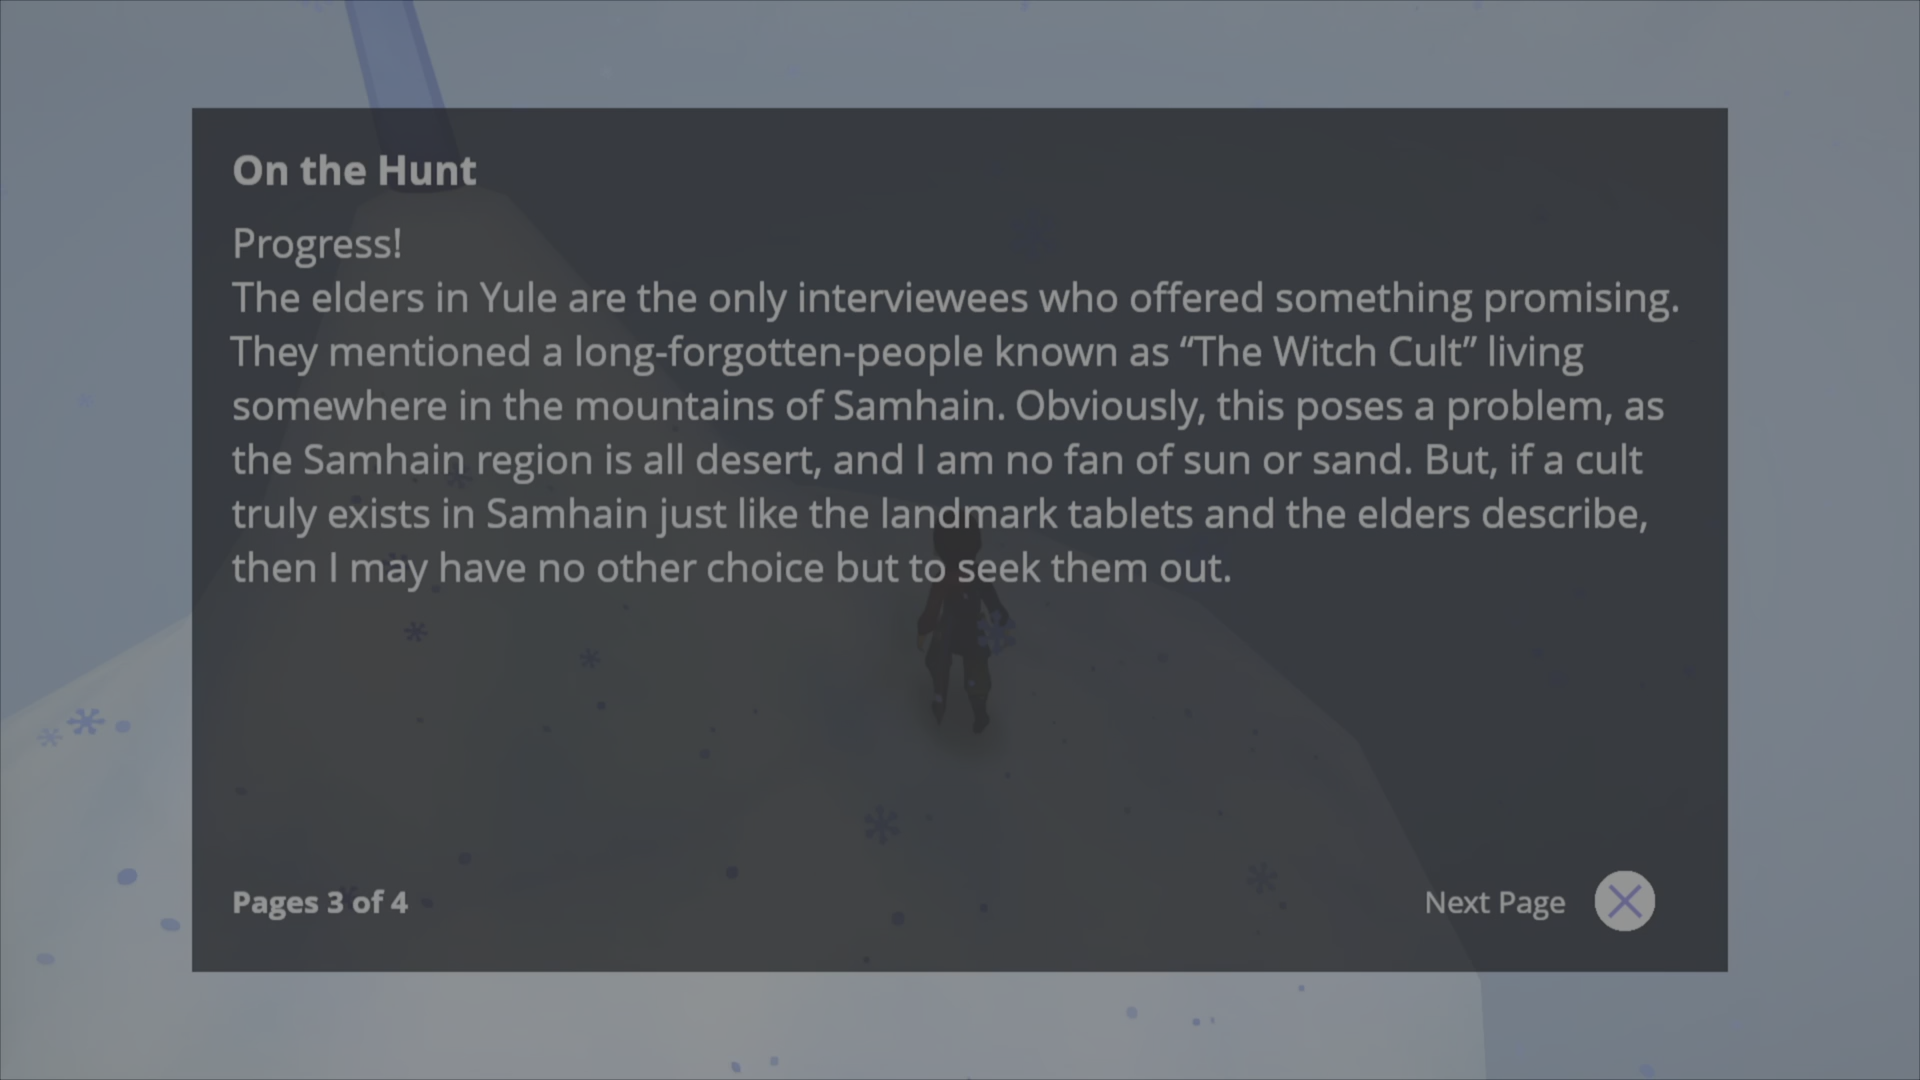 On the Hunt
Progress!
The elders in Yule are the only interviewees who offered something promising.
They mentioned a long-forgotten-people known as “The Witch Cult” living
somewhere in the mountains of Samhain. Obviously, this poses a problem, as
the Samhain region is all desert, and I am no fan of sun or sand. But, if a cult
truly exists in Samhain just like the landmark tablets and the elders describe,
then I may have no other choice but to seek them out.
Pages 3 of 4
Next Page